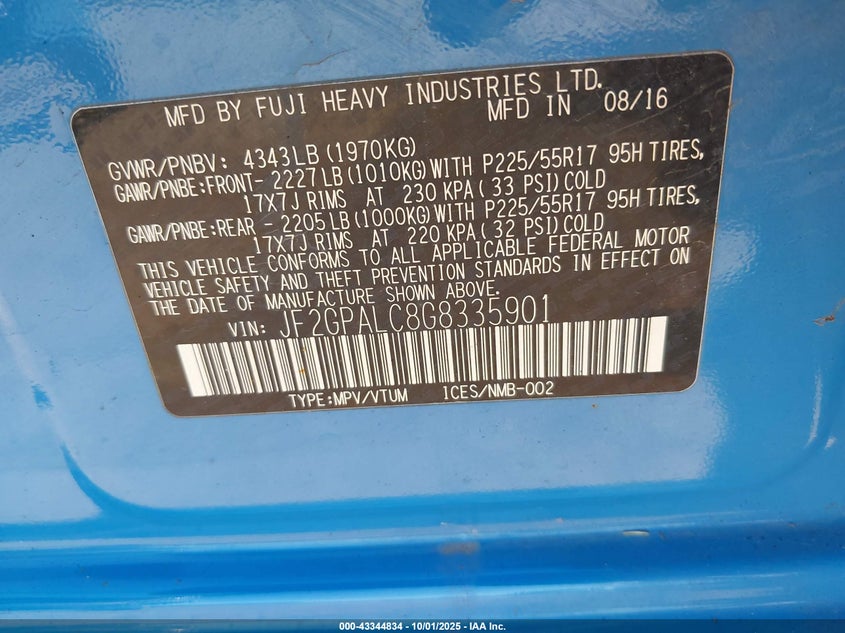 MFD BY FUJI HEAVY INDUSTRIES LTD.
MFD IN 08/16
GVWR/PNBV: 4343LB (1970KG)
GAWR/PNBE:FRONT- 2227LB (1010KG)WITH P225/55R17 95H TIRES,
17X7J RIMS AT 230 KPA( 33 PSI)COLD
GAWR/PNBE:REAR - 2205LB (1000KG)WITH P225/55R17 95H TIRES,
17X7J RIMS AT 220 KPA( 32 PSI)COLD
THIS VEHICLE CONFORMS TO ALL APPLICABLE FEDERAL MOTOR
VEHICLE SAFETY AND THEFT PREVENTION STANDARDS IN EFFECT ON
THE DATE OF MANUFACTURE SHOWN ABOVE.
VIN: JF2GPALC8G8335901
TYPE:MPV/VTUM ICES/NMB-002
000-43344834 - 10/01/2025 - IAA Inc.